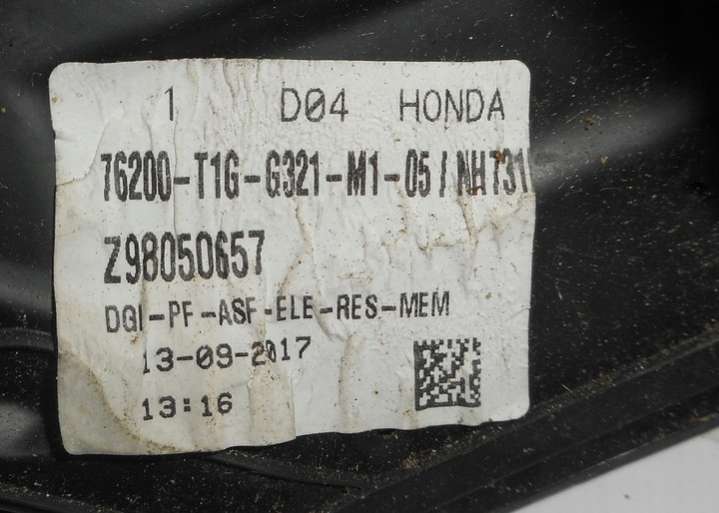 1 D04 HONDA
76200-T1G-G321-M1-05/NH731
Z98050657
DGI-PF-ASF-ELE-RES-MEM
13-09-2017
13:16